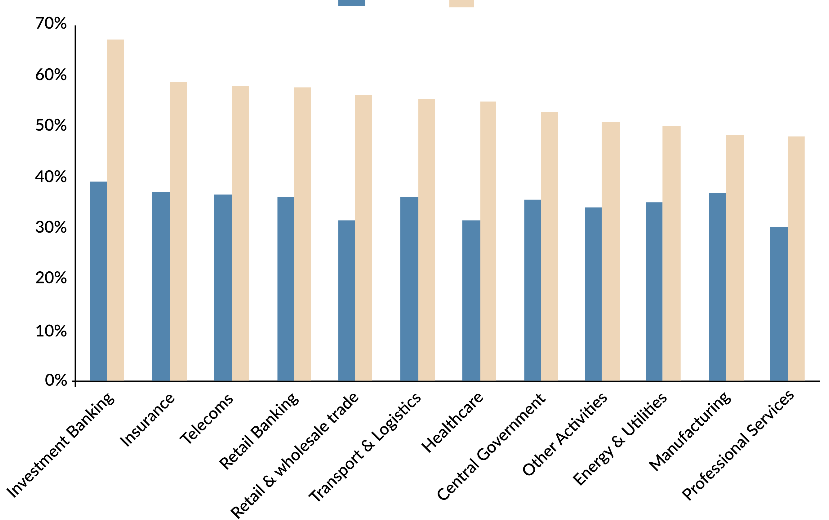 70%
60%
50%
40%
30%
20%
10%
0%
Investment Banking
Insurance
Telecoms
Retail Banking
Retail & wholesale trade
Transport & Logistics
Healthcare
Central Government
Other Activities
Energy & Utilities
Manufacturing
Professional Services